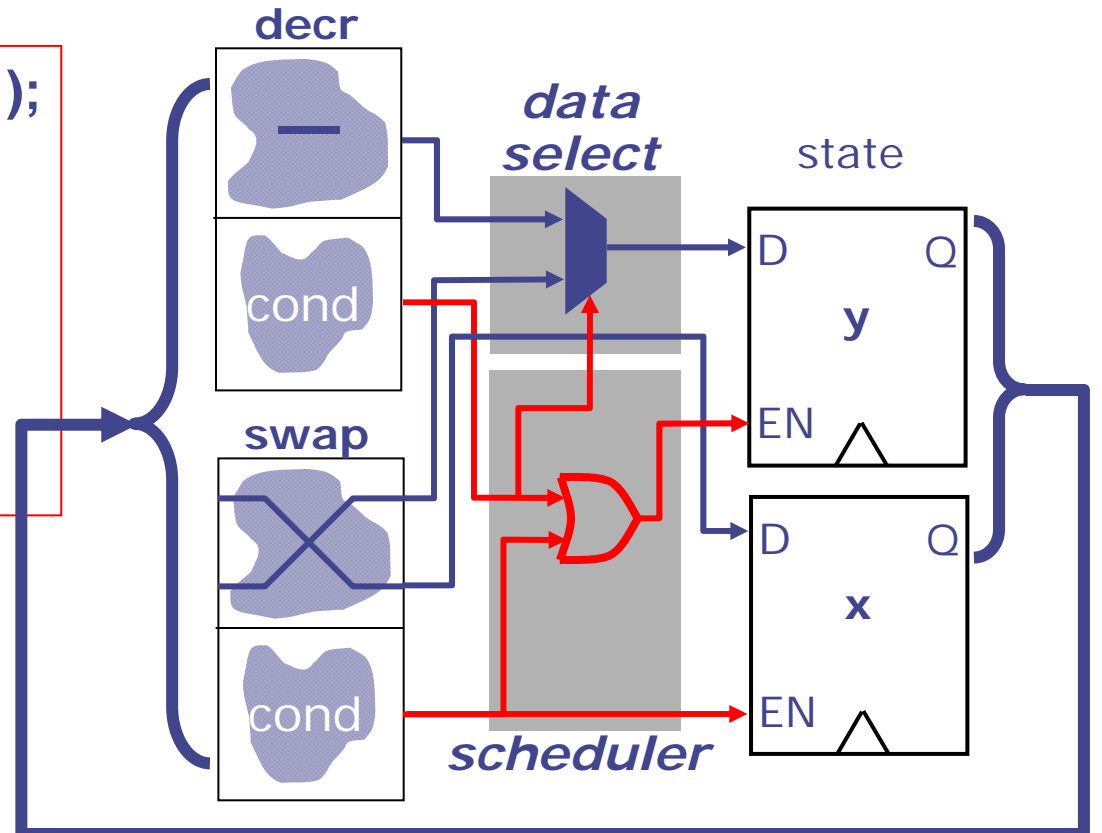 );
decr
cond
swap
cond
data
select
scheduler
state
D
Q
y
EN
D
Q
x
EN